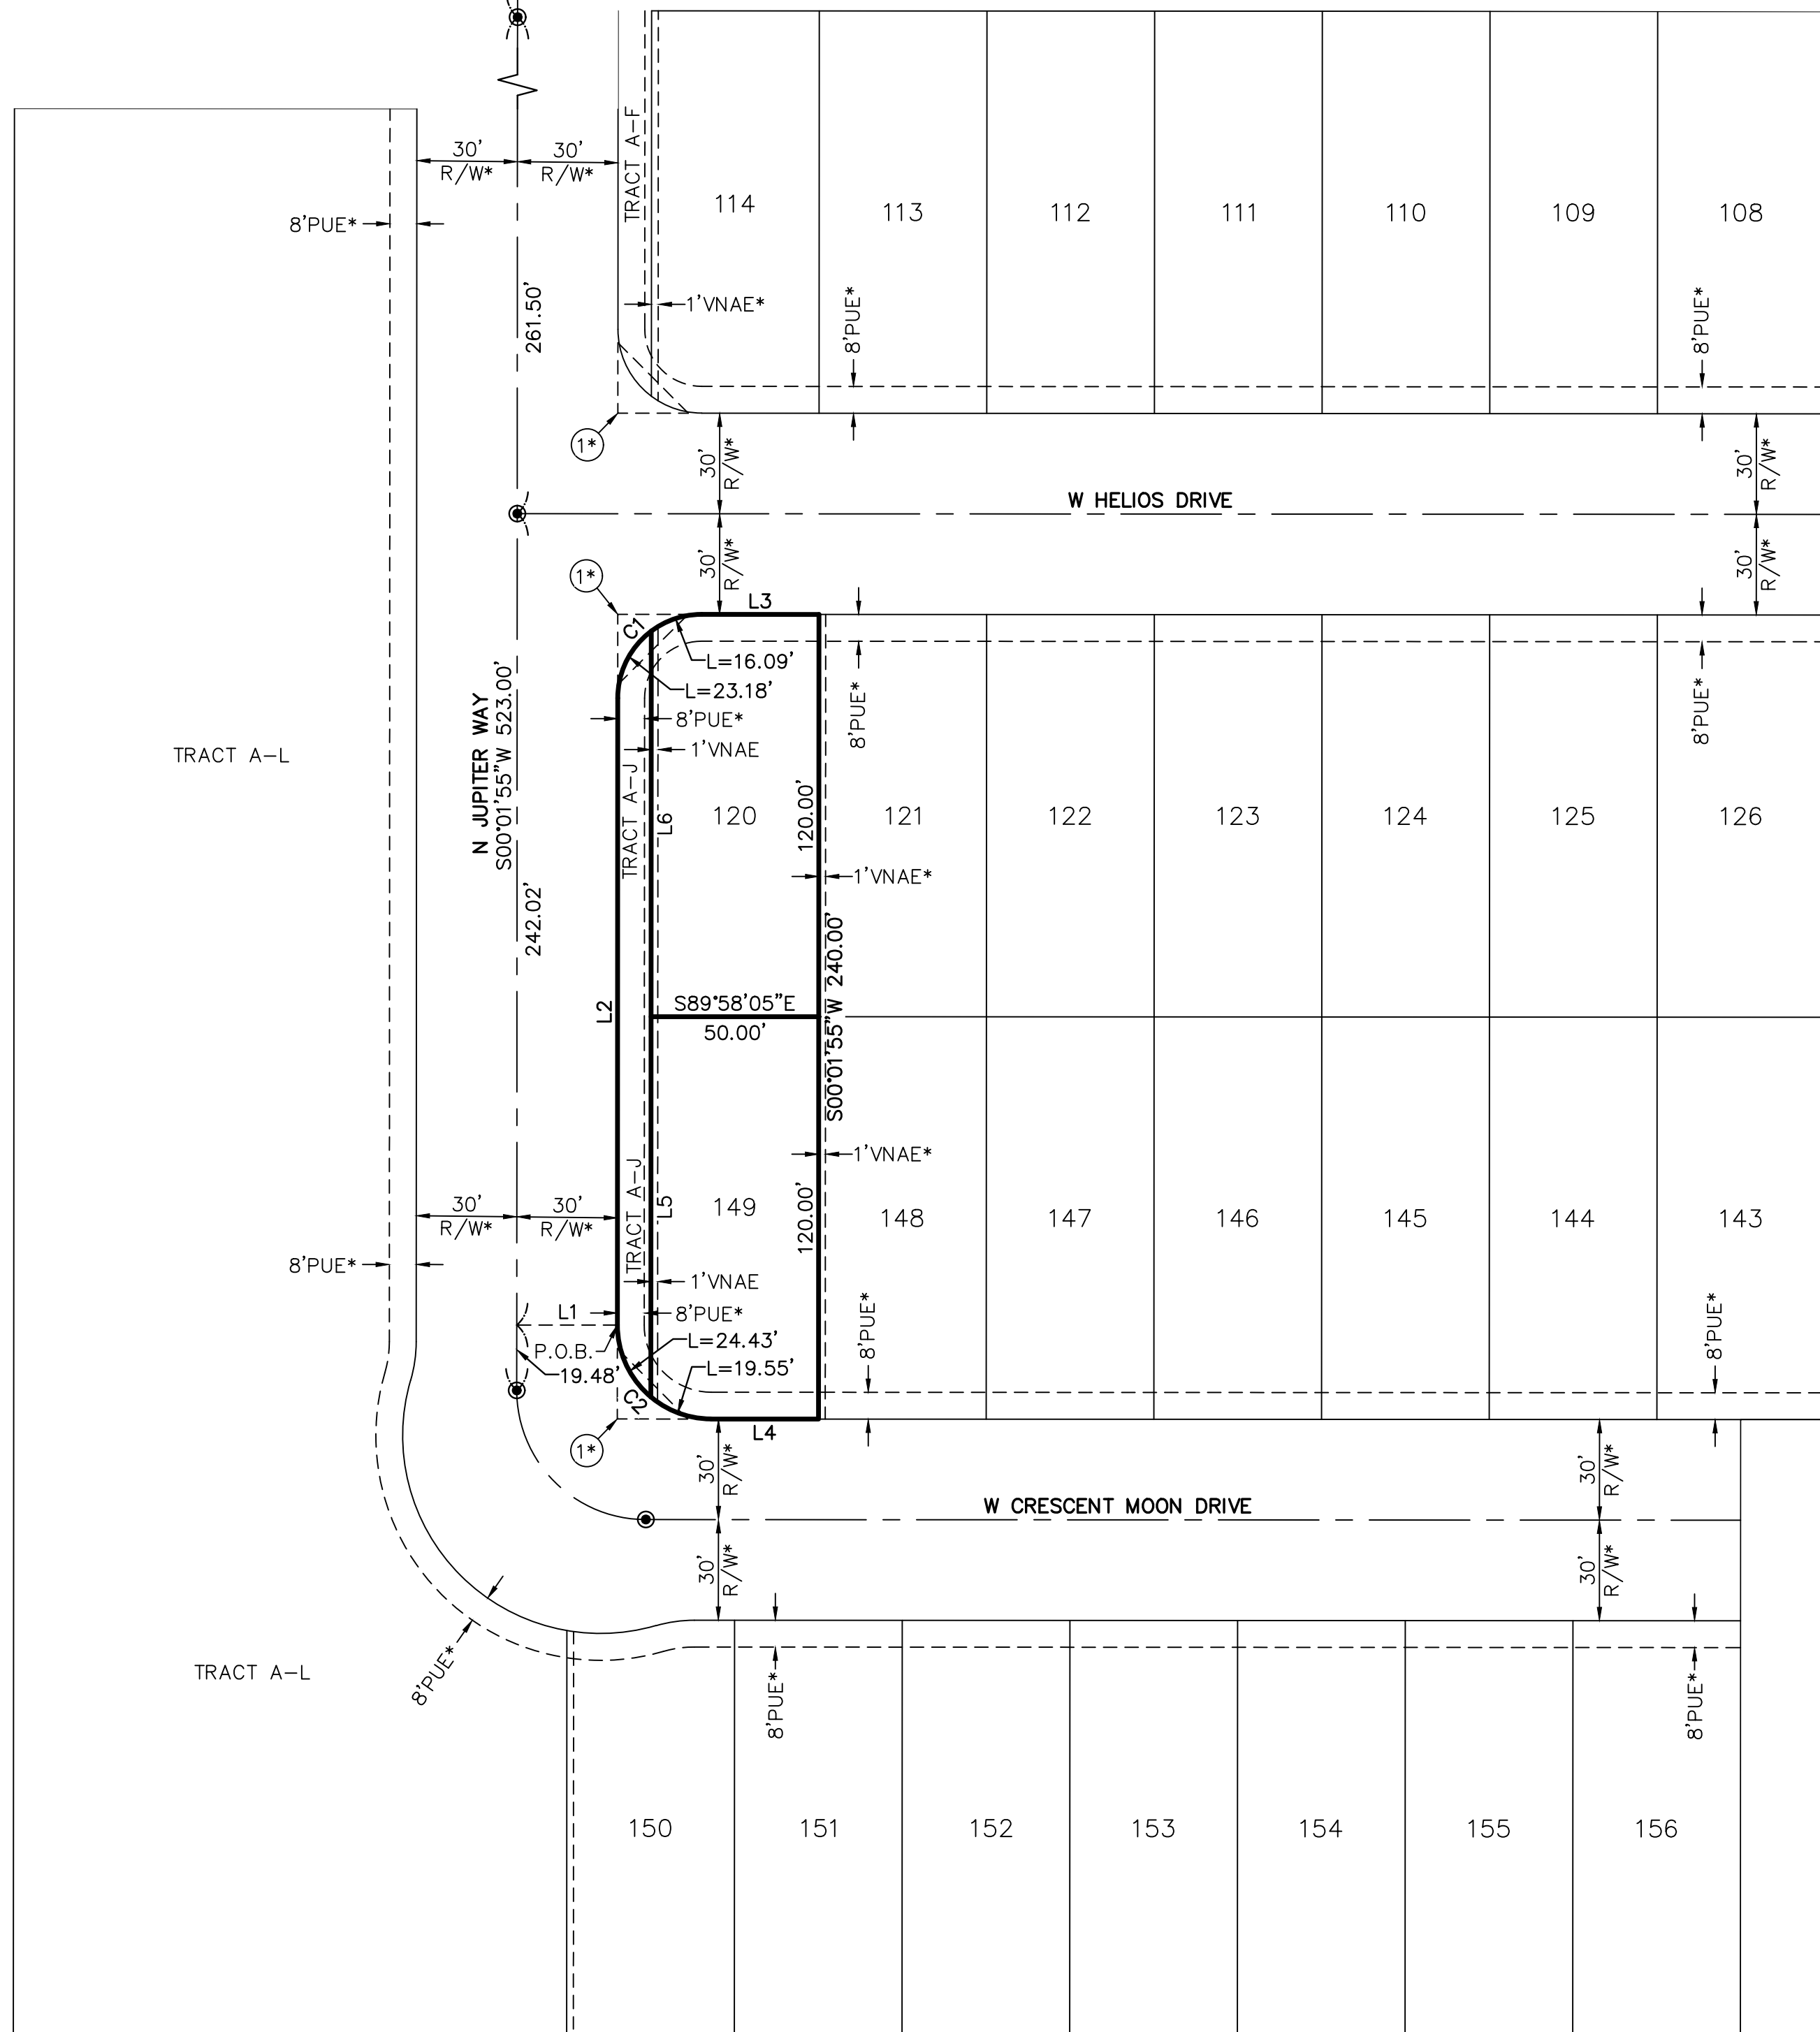 30'
R/W*
30'
R/W*
TRACT A-F
8'PUE*
114
113
112
111
110
109
108
261.50'
1'VNAE*
8'PUE*
8'PUE*
1*
30'
R/W*
30'
R/W*
W HELIOS DRIVE
1*
30'
R/W*
30'
R/W*
L3
C1
L=16.09'
L=23.18'
8'PUE*
1'VNAE
8'PUE*
8'PUE*
TRACT A-L
N JUPITER WAY
S00°01'55"W 523.00'
TRACT A-J
L6
120
120.00'
121
122
123
124
125
126
1'VNAE*
242.02'
L2
S89°58'05"E
50.00'
S00°01'55"W 240.00'
1'VNAE*
30'
R/W*
30'
R/W*
TRACT A-J
L5
149
120.00'
148
147
146
145
144
143
8'PUE*
1'VNAE
L1
8'PUE*
8'PUE*
8'PUE*
P.O.B.
L=24.43'
19.48'
L=19.55'
C2
L4
1*
30'
R/W*
30'
R/W*
W CRESCENT MOON DRIVE
30'
R/W*
30'
R/W*
TRACT A-L
8'PUE*
8'PUE*
8'PUE*
150
151
152
153
154
155
156